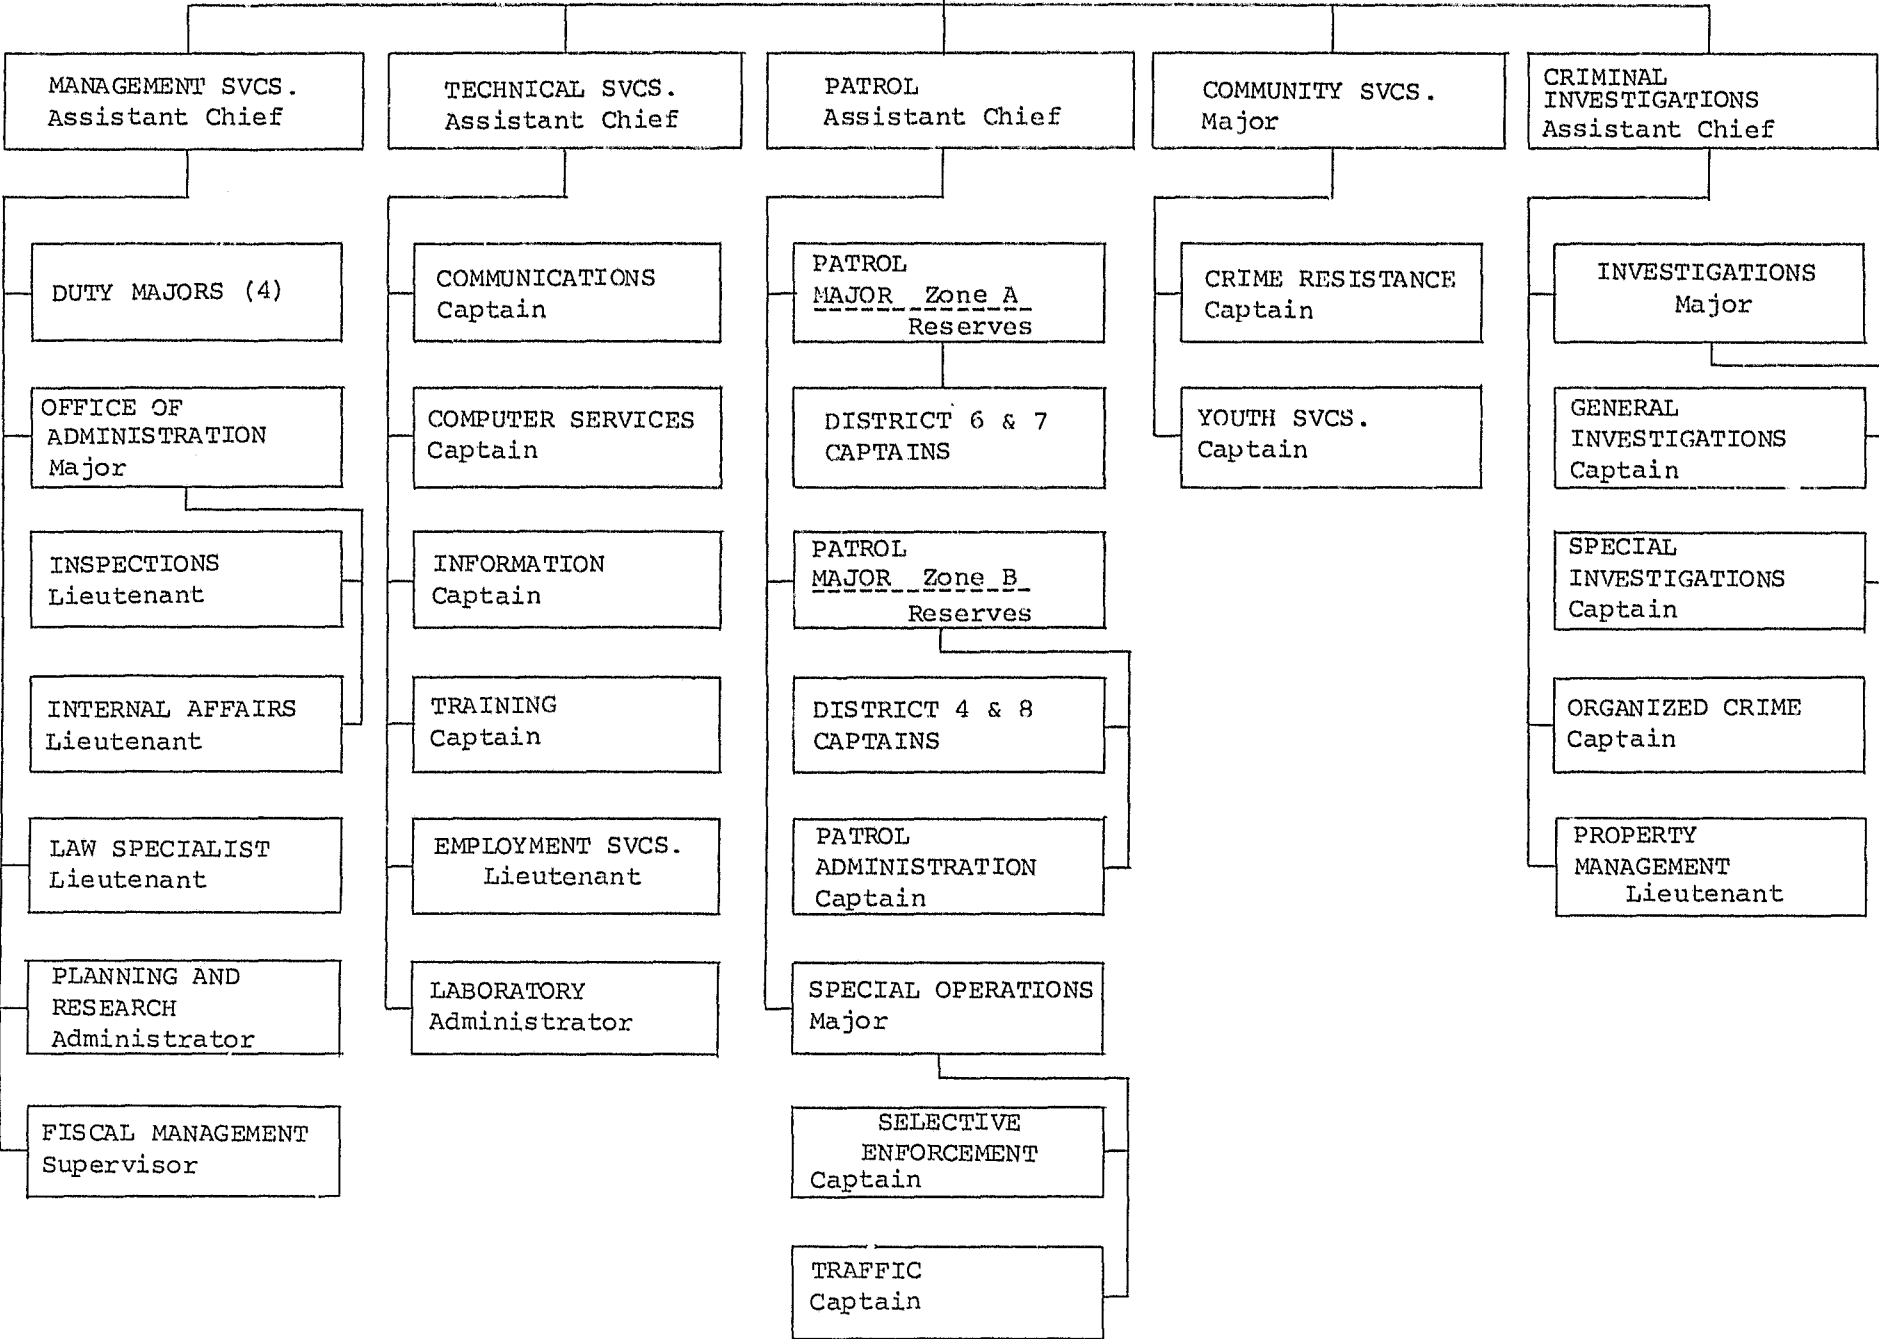 MANAGEMENT SVCS.
Assistant Chief
TECHNICAL SVCS.
Assistant Chief
PATROL
Assistant Chief
COMMUNITY SVCS.
Major
CRIMINAL
INVESTIGATIONS
Assistant Chief
DUTY MAJORS (4)
OFFICE OF
ADMINISTRATION
Major
INSPECTIONS
Lieutenant
INTERNAL AFFAIRS
Lieutenant
LAW SPECIALIST
Lieutenant
PLANNING AND
RESEARCH
Administrator
FISCAL MANAGEMENT
Supervisor
COMMUNICATIONS
Captain
COMPUTER SERVICES
Captain
INFORMATION
Captain
TRAINING
Captain
EMPLOYMENT SVCS.
Lieutenant
LABORATORY
Administrator
PATROL
MAJOR Zone A
Reserves
DISTRICT 6 & 7
CAPTAINS
PATROL
MAJOR Zone B
Reserves
DISTRICT 4 & 8
CAPTAINS
PATROL
ADMINISTRATION
Captain
SPECIAL OPERATIONS
Major
SELECTIVE
ENFORCEMENT
Captain
TRAFFIC
Captain
CRIME RESISTANCE
Captain
YOUTH SVCS.
Captain
INVESTIGATIONS
Major
GENERAL
INVESTIGATIONS
Captain
SPECIAL
INVESTIGATIONS
Captain
ORGANIZED CRIME
Captain
PROPERTY
MANAGEMENT
Lieutenant